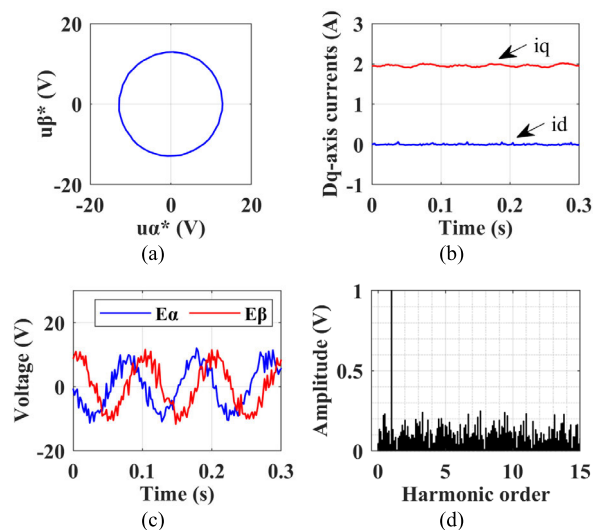 20
0
-20
-20
0
20
uβ* (V)
uα* (V)
(a)
3
2
1
0
-1
0
0.1
0.2
0.3
Dq-axis currents (A)
iq
id
Time (s)
(b)
30
0
-20
0
0.1
0.2
0.3
Voltage (V)
Eα Eβ
Time (s)
(c)
1
0.5
0
0
5
10
15
Amplitude (V)
Harmonic order
(d)